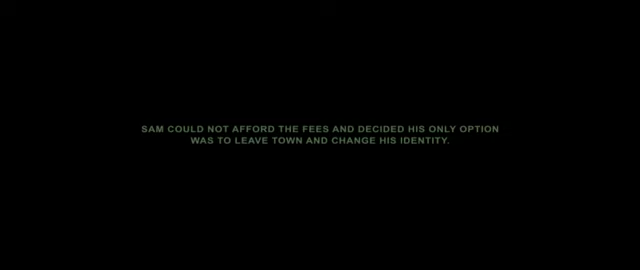 SAM COULD NOT AFFORD THE FEES AND DECIDED HIS ONLY OPTION
WAS TO LEAVE TOWN AND CHANGE HIS IDENTITY.